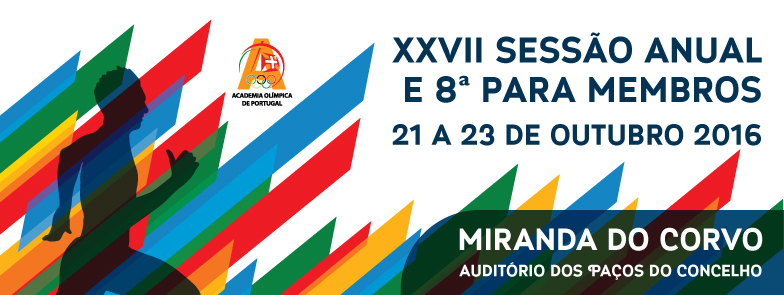 ACADEMIA OLÍMPICA
DE PORTUGAL
XXVII SESSÃO ANUAL
E 8ª PARA MEMBROS
21 A 23 DE OUTUBRO 2016
MIRANDA DO CORVO
AUDITÓRIO DOS PAÇOS DO CONCELHO